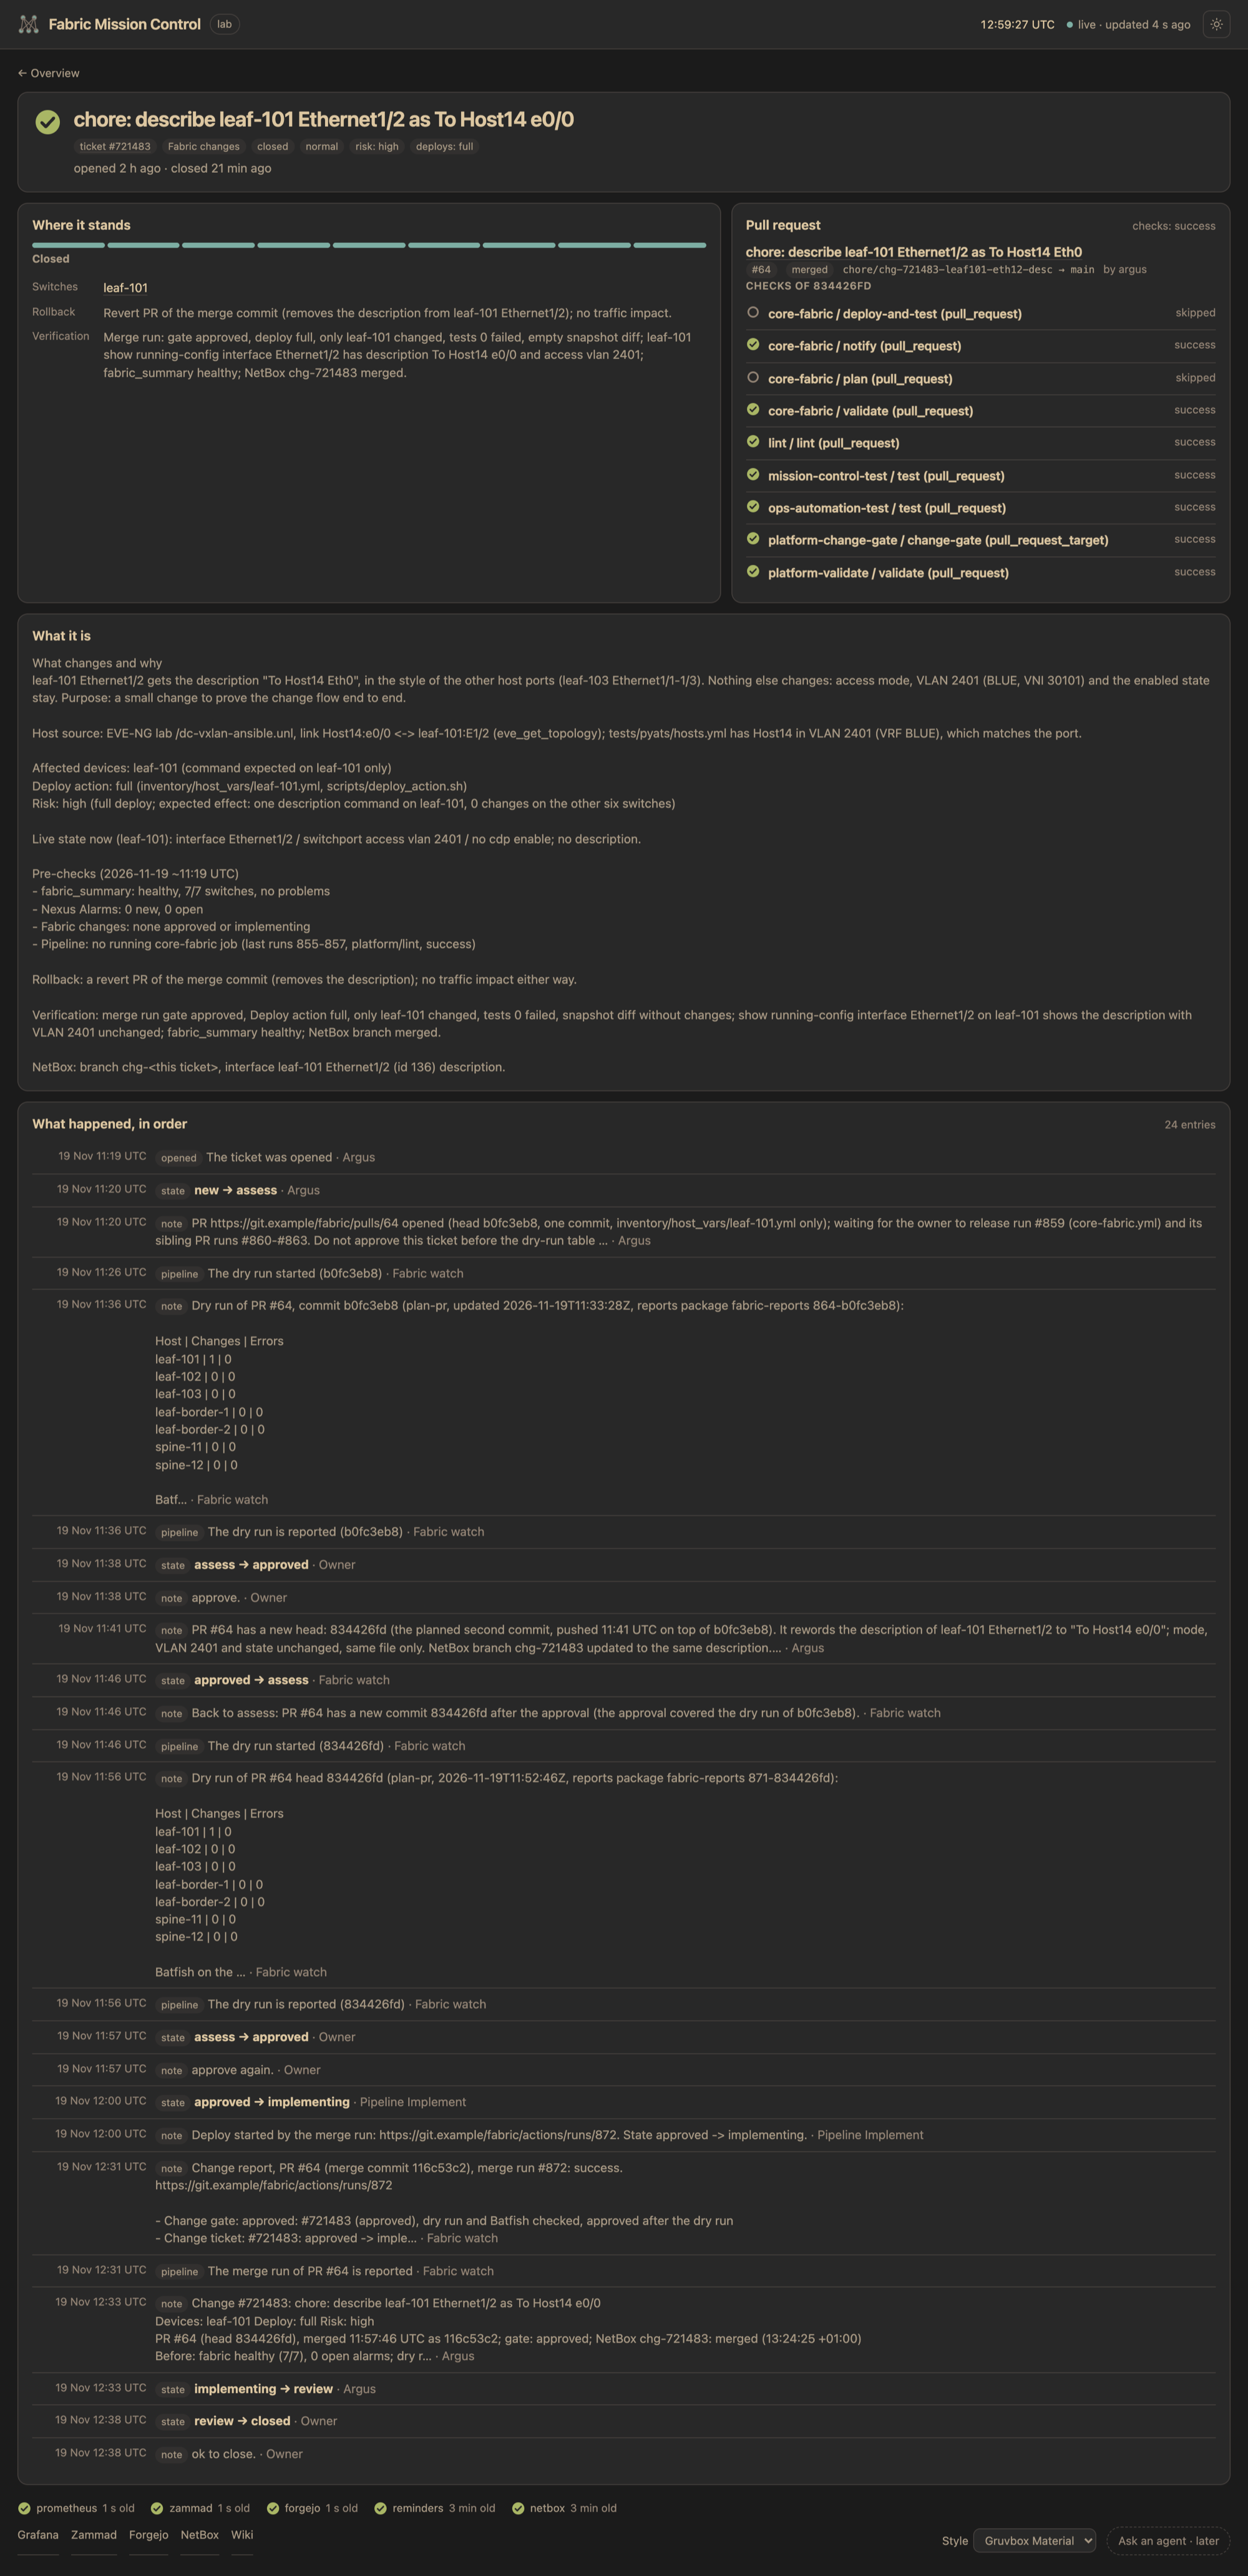 Fabric Mission Control lab 12:59:27 UTC live · updated 4 s ago
← Overview
chore: describe leaf-101 Ethernet1/2 as To Host14 e0/0
ticket #721483 Fabric changes closed normal risk: high deploys: full
opened 2 h ago · closed 21 min ago
Where it stands
Closed
Switches leaf-101
Rollback Revert PR of the merge commit (removes the description from leaf-101 Ethernet1/2); no traffic impact.
Verification Merge run: gate approved, deploy full, only leaf-101 changed, tests 0 failed, empty snapshot diff; leaf-101
show running-config interface Ethernet1/2 has description To Host14 e0/0 and access vlan 2401;
fabric_summary healthy; NetBox chg-721483 merged.
Pull request checks: success
chore: describe leaf-101 Ethernet1/2 as To Host14 Eth0
#64 merged chore/chg-721483-leaf101-eth12-desc → main by argus
CHECKS OF 834426FD
core-fabric / deploy-and-test (pull_request) skipped
core-fabric / notify (pull_request) success
core-fabric / plan (pull_request) skipped
core-fabric / validate (pull_request) success
lint / lint (pull_request) success
mission-control-test / test (pull_request) success
ops-automation-test / test (pull_request) success
platform-change-gate / change-gate (pull_request_target) success
platform-validate / validate (pull_request) success
What it is
What changes and why
leaf-101 Ethernet1/2 gets the description "To Host14 Eth0", in the style of the other host ports (leaf-103 Ethernet1/1-1/3). Nothing else changes: access mode, VLAN 2401 (BLUE, VNI 30101) and the enabled state
stay. Purpose: a small change to prove the change flow end to end.
Host source: EVE-NG lab /dc-vxlan-ansible.unl, link Host14:e0/0 <-> leaf-101:E1/2 (eve_get_topology); tests/pyats/hosts.yml has Host14 in VLAN 2401 (VRF BLUE), which matches the port.
Affected devices: leaf-101 (command expected on leaf-101 only)
Deploy action: full (inventory/host_vars/leaf-101.yml, scripts/deploy_action.sh)
Risk: high (full deploy; expected effect: one description command on leaf-101, 0 changes on the other six switches)
Live state now (leaf-101): interface Ethernet1/2 / switchport access vlan 2401 / no cdp enable; no description.
Pre-checks (2026-11-19 ~11:19 UTC)
- fabric_summary: healthy, 7/7 switches, no problems
- Nexus Alarms: 0 new, 0 open
- Fabric changes: none approved or implementing
- Pipeline: no running core-fabric job (last runs 855-857, platform/lint, success)
Rollback: a revert PR of the merge commit (removes the description); no traffic impact either way.
Verification: merge run gate approved, Deploy action full, only leaf-101 changed, tests 0 failed, snapshot diff without changes; show running-config interface Ethernet1/2 on leaf-101 shows the description with
VLAN 2401 unchanged; fabric_summary healthy; NetBox branch merged.
NetBox: branch chg-<this ticket>, interface leaf-101 Ethernet1/2 (id 136) description.
What happened, in order 24 entries
19 Nov 11:19 UTC opened The ticket was opened · Argus
19 Nov 11:20 UTC state new → assess · Argus
19 Nov 11:20 UTC note PR https://git.example/fabric/pulls/64 opened (head b0fc3eb8, one commit, inventory/host_vars/leaf-101.yml only); waiting for the owner to release run #859 (core-fabric.yml) and its
sibling PR runs #860-#863. Do not approve this ticket before the dry-run table ... · Argus
19 Nov 11:26 UTC pipeline The dry run started (b0fc3eb8) · Fabric watch
19 Nov 11:36 UTC note Dry run of PR #64, commit b0fc3eb8 (plan-pr, updated 2026-11-19T11:33:28Z, reports package fabric-reports 864-b0fc3eb8):
Host | Changes | Errors
leaf-101 | 1 | 0
leaf-102 | 0 | 0
leaf-103 | 0 | 0
leaf-border-1 | 0 | 0
leaf-border-2 | 0 | 0
spine-11 | 0 | 0
spine-12 | 0 | 0
Batf... · Fabric watch
19 Nov 11:36 UTC pipeline The dry run is reported (b0fc3eb8) · Fabric watch
19 Nov 11:38 UTC state assess → approved · Owner
19 Nov 11:38 UTC note approve. · Owner
19 Nov 11:41 UTC note PR #64 has a new head: 834426fd (the planned second commit, pushed 11:41 UTC on top of b0fc3eb8). It rewords the description of leaf-101 Ethernet1/2 to "To Host14 e0/0"; mode,
VLAN 2401 and state unchanged, same file only. NetBox branch chg-721483 updated to the same description.... · Argus
19 Nov 11:46 UTC state approved → assess · Fabric watch
19 Nov 11:46 UTC note Back to assess: PR #64 has a new commit 834426fd after the approval (the approval covered the dry run of b0fc3eb8). · Fabric watch
19 Nov 11:46 UTC pipeline The dry run started (834426fd) · Fabric watch
19 Nov 11:56 UTC note Dry run of PR #64 head 834426fd (plan-pr, 2026-11-19T11:52:46Z, reports package fabric-reports 871-834426fd):
Host | Changes | Errors
leaf-101 | 1 | 0
leaf-102 | 0 | 0
leaf-103 | 0 | 0
leaf-border-1 | 0 | 0
leaf-border-2 | 0 | 0
spine-11 | 0 | 0
spine-12 | 0 | 0
Batfish on the ... · Fabric watch
19 Nov 11:56 UTC pipeline The dry run is reported (834426fd) · Fabric watch
19 Nov 11:57 UTC state assess → approved · Owner
19 Nov 11:57 UTC note approve again. · Owner
19 Nov 12:00 UTC state approved → implementing · Pipeline Implement
19 Nov 12:00 UTC note Deploy started by the merge run: https://git.example/fabric/actions/runs/872. State approved -> implementing. · Pipeline Implement
19 Nov 12:31 UTC note Change report, PR #64 (merge commit 116c53c2), merge run #872: success.
https://git.example/fabric/actions/runs/872
- Change gate: approved: #721483 (approved), dry run and Batfish checked, approved after the dry run
- Change ticket: #721483: approved -> imple... · Fabric watch
19 Nov 12:31 UTC pipeline The merge run of PR #64 is reported · Fabric watch
19 Nov 12:33 UTC note Change #721483: chore: describe leaf-101 Ethernet1/2 as To Host14 e0/0
Devices: leaf-101 Deploy: full Risk: high
PR #64 (head 834426fd), merged 11:57:46 UTC as 116c53c2; gate: approved; NetBox chg-721483: merged (13:24:25 +01:00)
Before: fabric healthy (7/7), 0 open alarms; dry r... · Argus
19 Nov 12:33 UTC state implementing → review · Argus
19 Nov 12:38 UTC state review → closed · Owner
19 Nov 12:38 UTC note ok to close. · Owner
prometheus 1 s old zammad 1 s old forgejo 1 s old reminders 3 min old netbox 3 min old
Grafana Zammad Forgejo NetBox Wiki Style Gruvbox Material Ask an agent · later